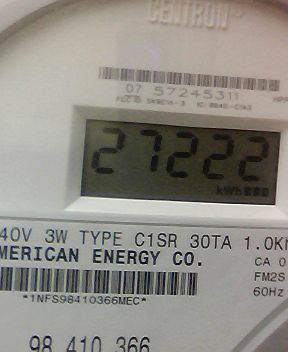 CENTRON®
07 57245311
27222
kWh
40V 3W TYPE C1SR 30TA 1.0K
MERICAN ENERGY CO.
CA 0
FM2S
60Hz
*1NFS98410366MEC*
98 410 366